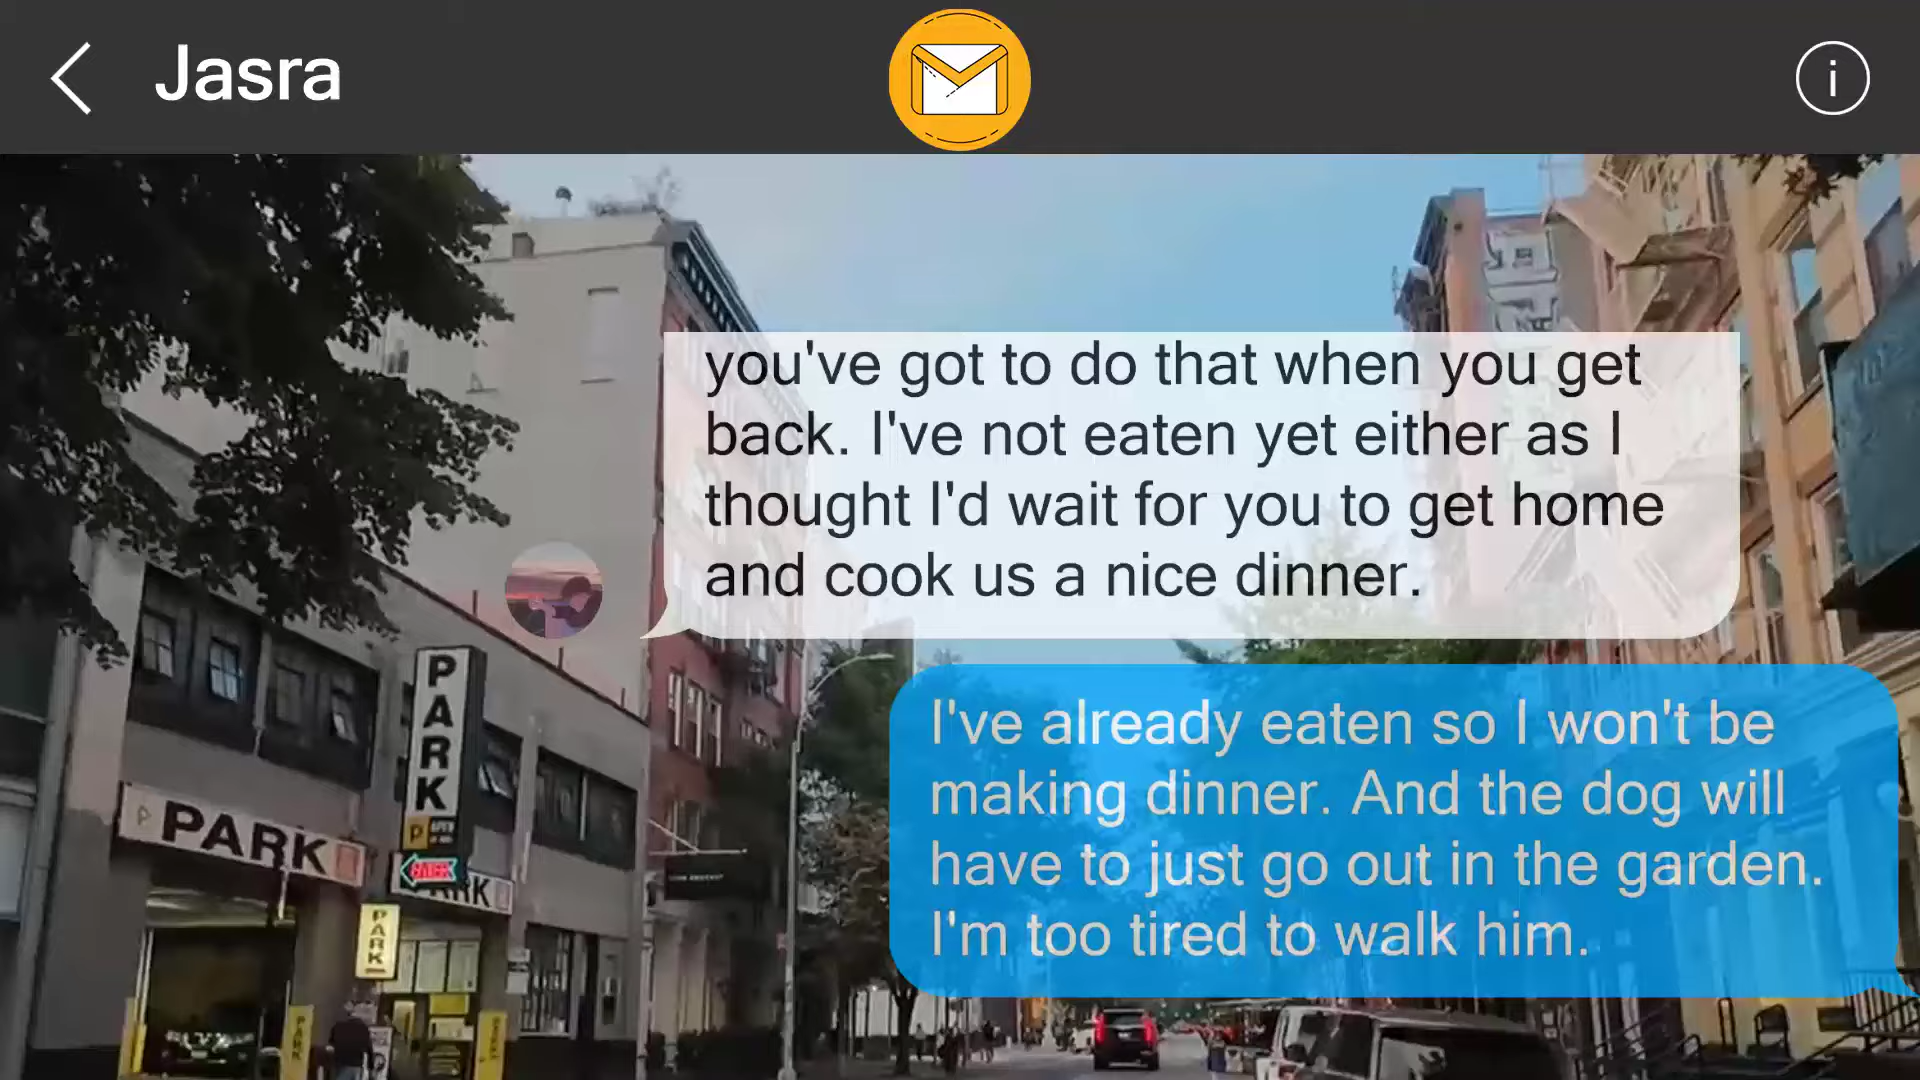 Jasra
i
you've got to do that when you get
back. I've not eaten yet either as I
thought I'd wait for you to get home
and cook us a nice dinner.
I've already eaten so I won't be
making dinner. And the dog will
have to just go out in the garden.
I'm too tired to walk him.
PARK
P
PARK
PARK